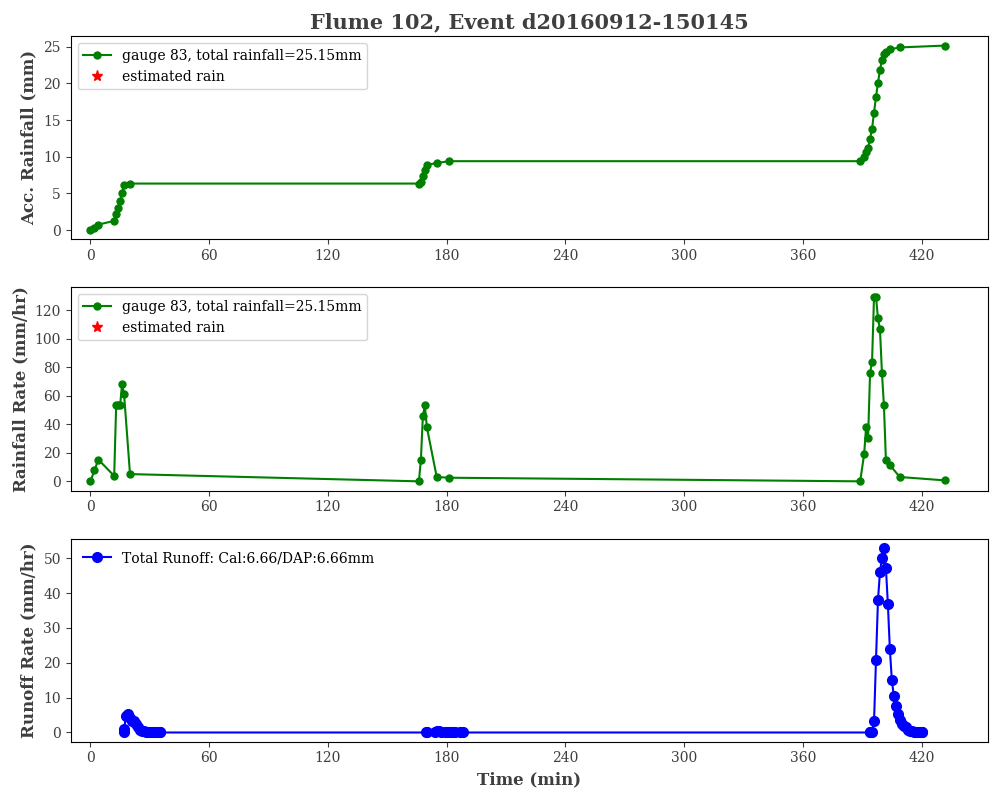 Flume 102, Event d20160912-150145
Acc. Rainfall (mm)
25
20
15
10
5
0
gauge 83, total rainfall=25.15mm
estimated rain
0 60 120 180 240 300 360 420
Rainfall Rate (mm/hr)
120
100
80
60
40
20
0
gauge 83, total rainfall=25.15mm
estimated rain
0 60 120 180 240 300 360 420
Runoff Rate (mm/hr)
50
40
30
20
10
0
Total Runoff: Cal:6.66/DAP:6.66mm
0 60 120 180 240 300 360 420
Time (min)